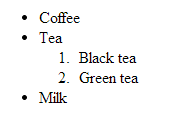 • Coffee
• Tea
1. Black tea
2. Green tea
• Milk